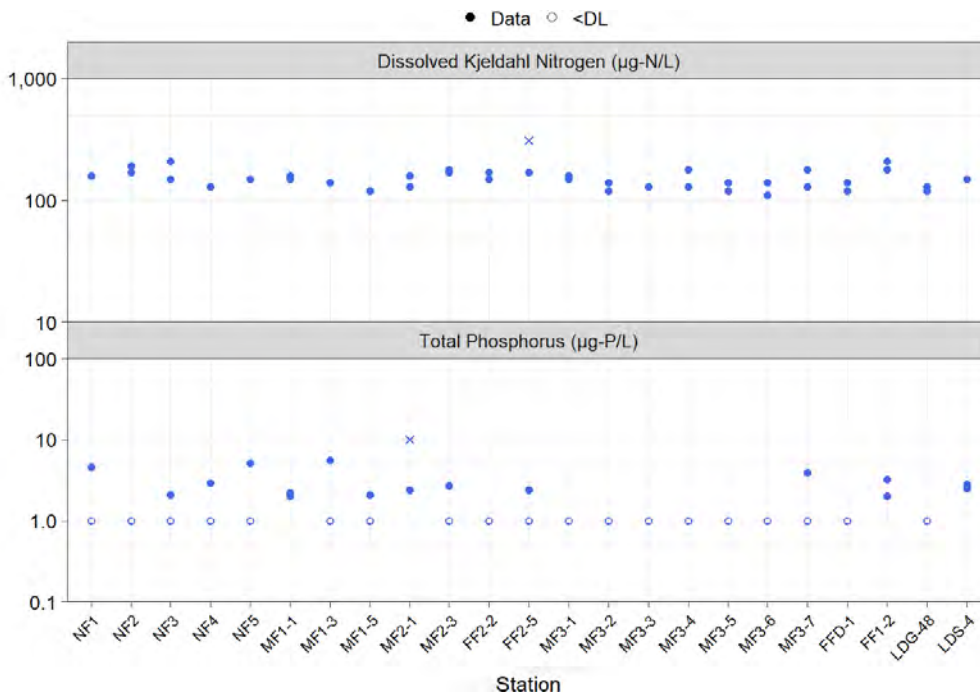 Data <DL
Dissolved Kjeldahl Nitrogen (µg-N/L)
1,000
100
10
Total Phosphorus (µg-P/L)
100
10
1.0
0.1
NF1 NF2 NF3 NF4 NF5 MF1-1 MF1-3 MF1-5 MF2-1 MF2-3 FF2-2 FF2-5 MF3-1 MF3-2 MF3-3 MF3-4 MF3-5 MF3-6 MF3-7 FFD-1 FF1-2 LDG-48 LDS-4
Station